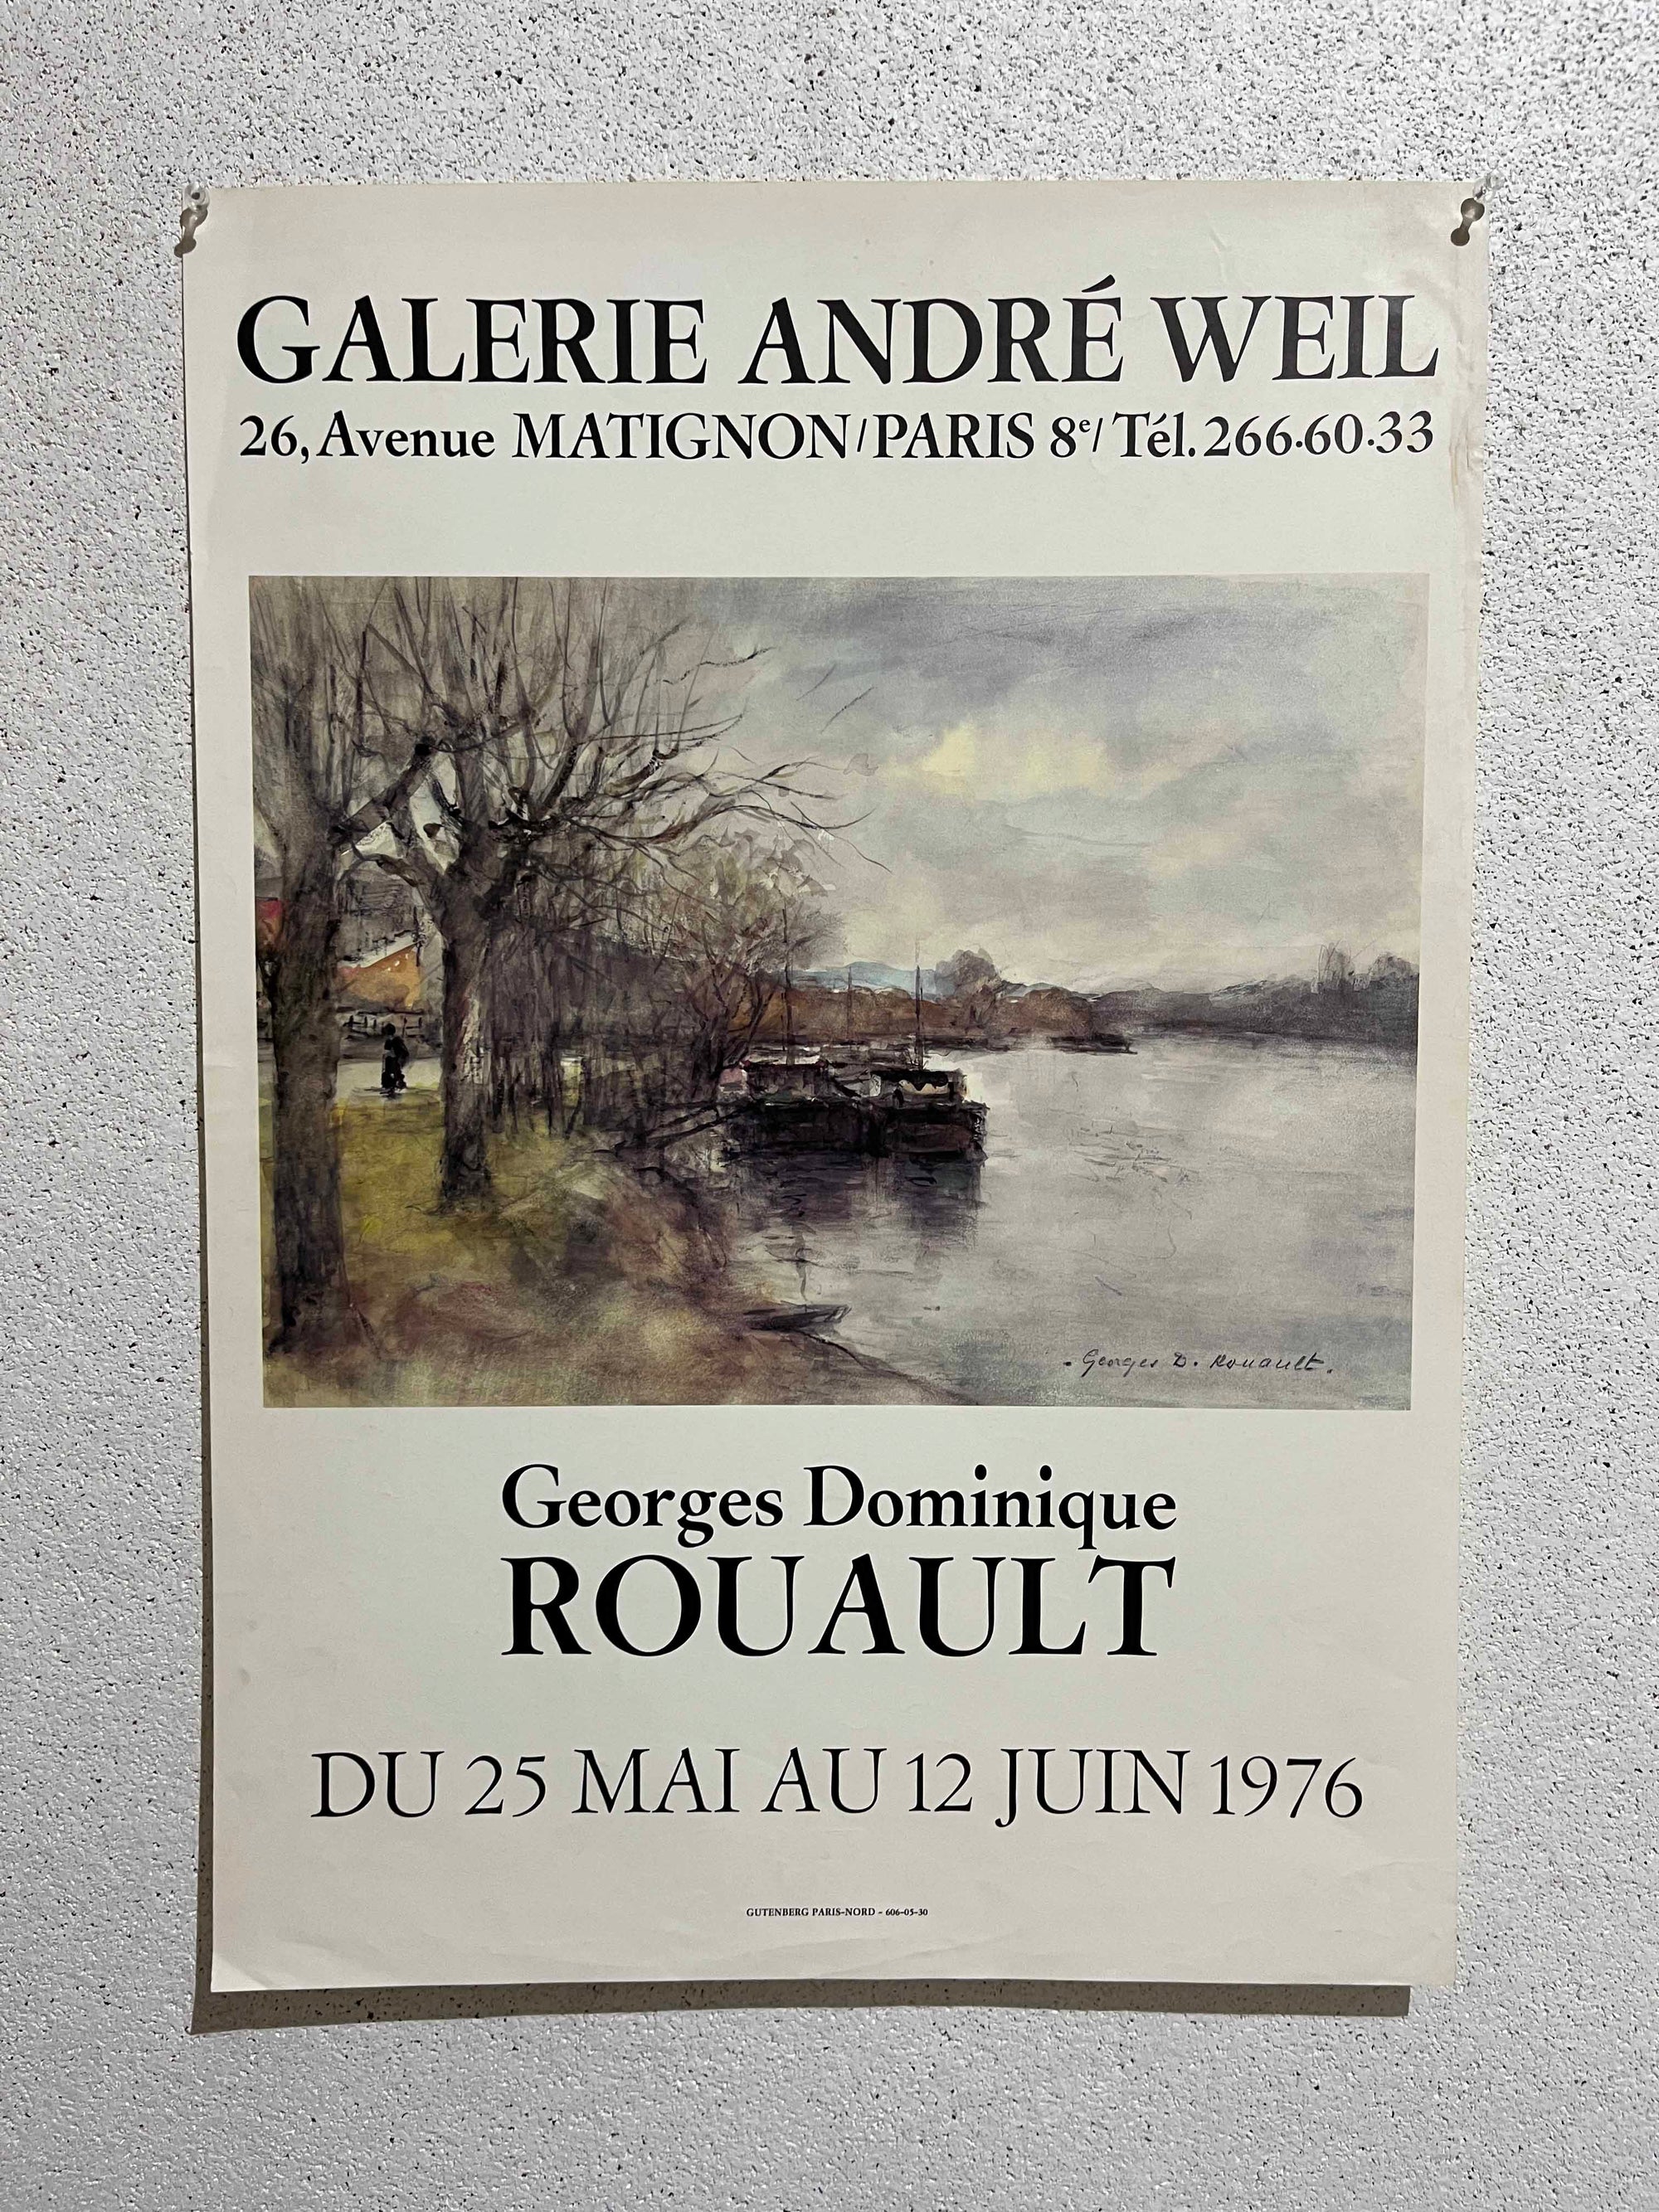 GALERIE ANDRÉ WEIL
26, Avenue MATIGNON / PARIS 8e / Tél. 266.60.33
. Georges D. Rouault .
Georges Dominique
ROUAULT
DU 25 MAI AU 12 JUIN 1976
GUTENBERG PARIS-NORD - 606-05-30